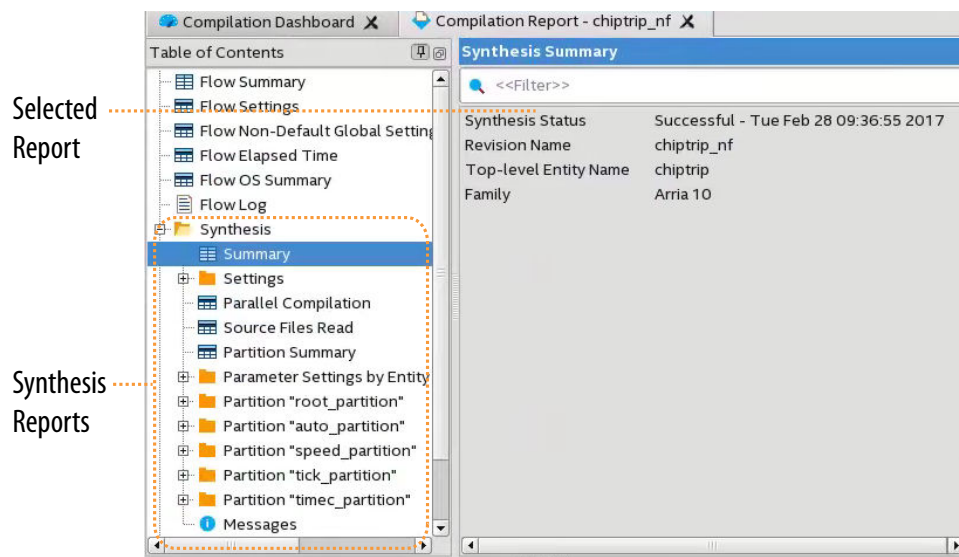 Compilation Dashboard
Compilation Report - chiptrip_nf
Table of Contents
Synthesis Summary
<<Filter>>
Flow Summary
Flow Settings
Flow Non-Default Global Setting
Flow Elapsed Time
Flow OS Summary
Flow Log
Synthesis
Summary
Settings
Parallel Compilation
Source Files Read
Partition Summary
Parameter Settings by Entity
Partition "root_partition"
Partition "auto_partition"
Partition "speed_partition"
Partition "tick_partition"
Partition "timec_partition"
Messages
Synthesis Status Successful - Tue Feb 28 09:36:55 2017
Revision Name chiptrip_nf
Top-level Entity Name chiptrip
Family Arria 10
Selected
Report
Synthesis
Reports